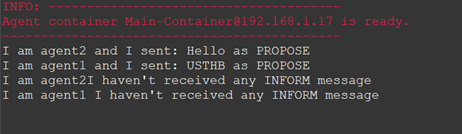 INFO: --------------------------------------
Agent container Main-Container@192.168.1.17 is ready.
--------------------------------------------
I am agent2 and I sent: Hello as PROPOSE
I am agent1 and I sent: USTHB as PROPOSE
I am agent2I haven't received any INFORM message
I am agent1 I haven't received any INFORM message